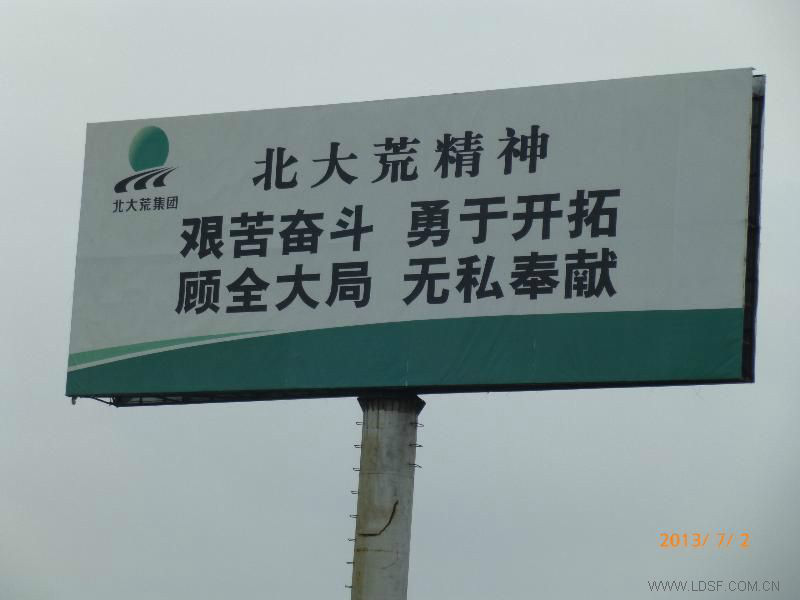 北大荒集团
北大荒精神
艰苦奋斗 勇于开拓
顾全大局 无私奉献
2013/ 7/ 2
WWW.LDSF.COM.CN